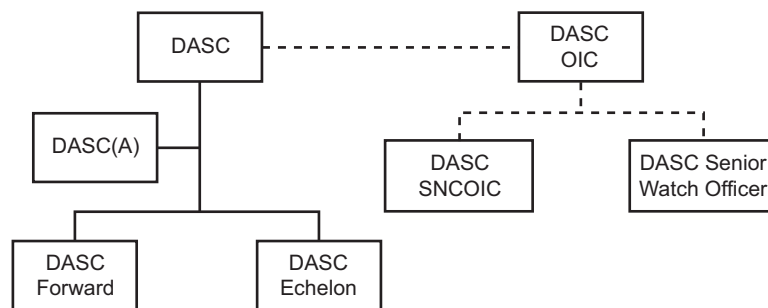 DASC
DASC
OIC
DASC(A)
DASC
SNCOIC
DASC Senior
Watch Officer
DASC
Forward
DASC
Echelon